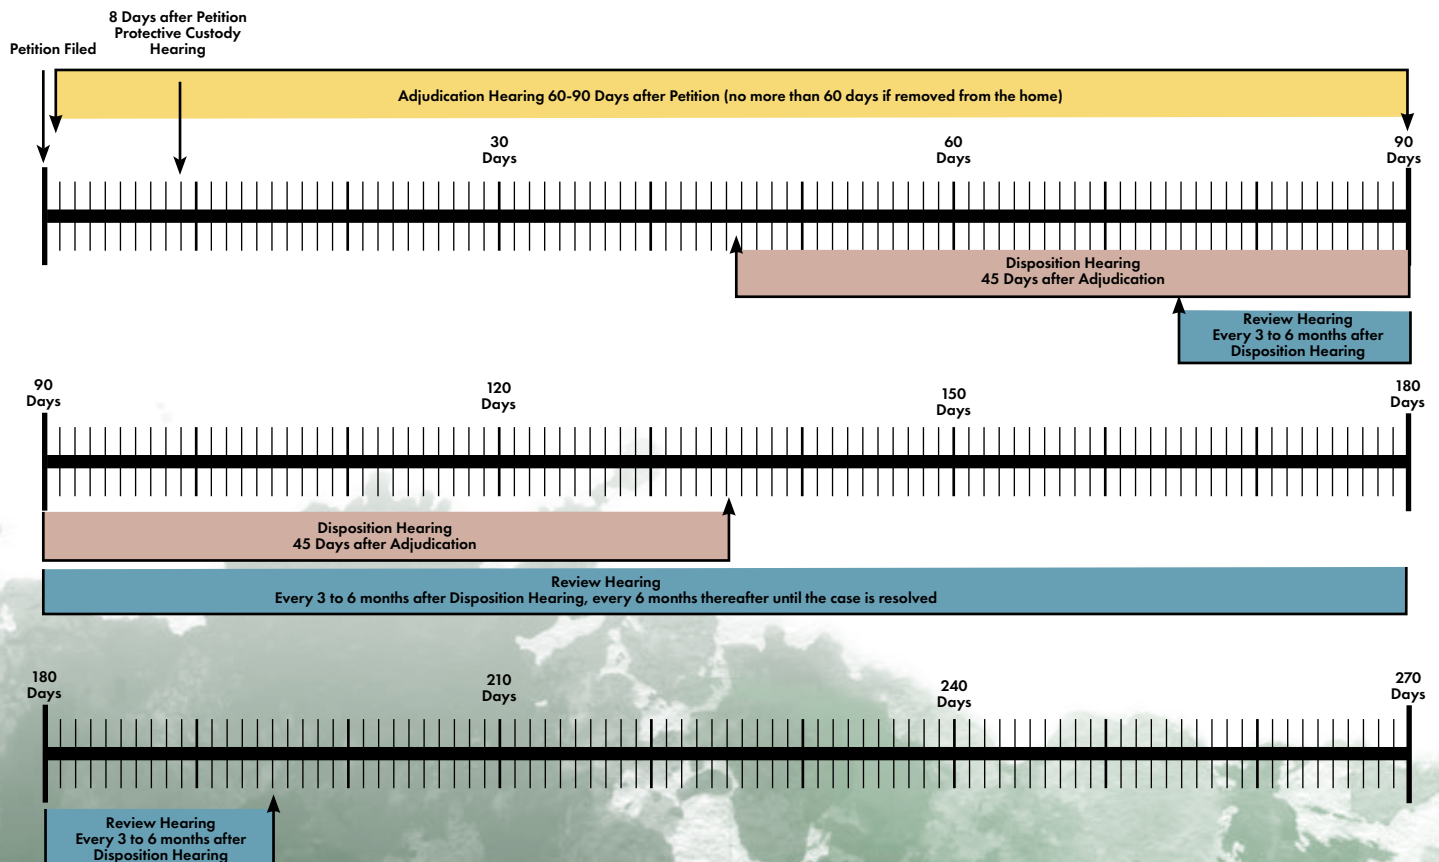 8 Days after Petition
Protective Custody
Hearing
Petition Filed
Adjudication Hearing 60-90 Days after Petition (no more than 60 days if removed from the home)
30
Days
60
Days
90
Days
Disposition Hearing
45 Days after Adjudication
Review Hearing
Every 3 to 6 months after
Disposition Hearing
90
Days
120
Days
150
Days
180
Days
Disposition Hearing
45 Days after Adjudication
Review Hearing
Every 3 to 6 months after Disposition Hearing, every 6 months thereafter until the case is resolved
180
Days
210
Days
240
Days
270
Days
Review Hearing
Every 3 to 6 months after
Disposition Hearing